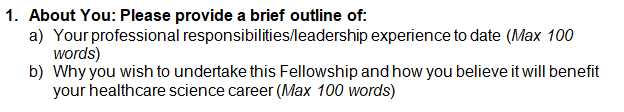 1. About You: Please provide a brief outline of:
a) Your professional responsibilities/leadership experience to date (Max 100
words)
b) Why you wish to undertake this Fellowship and how you believe it will benefit
your healthcare science career (Max 100 words)